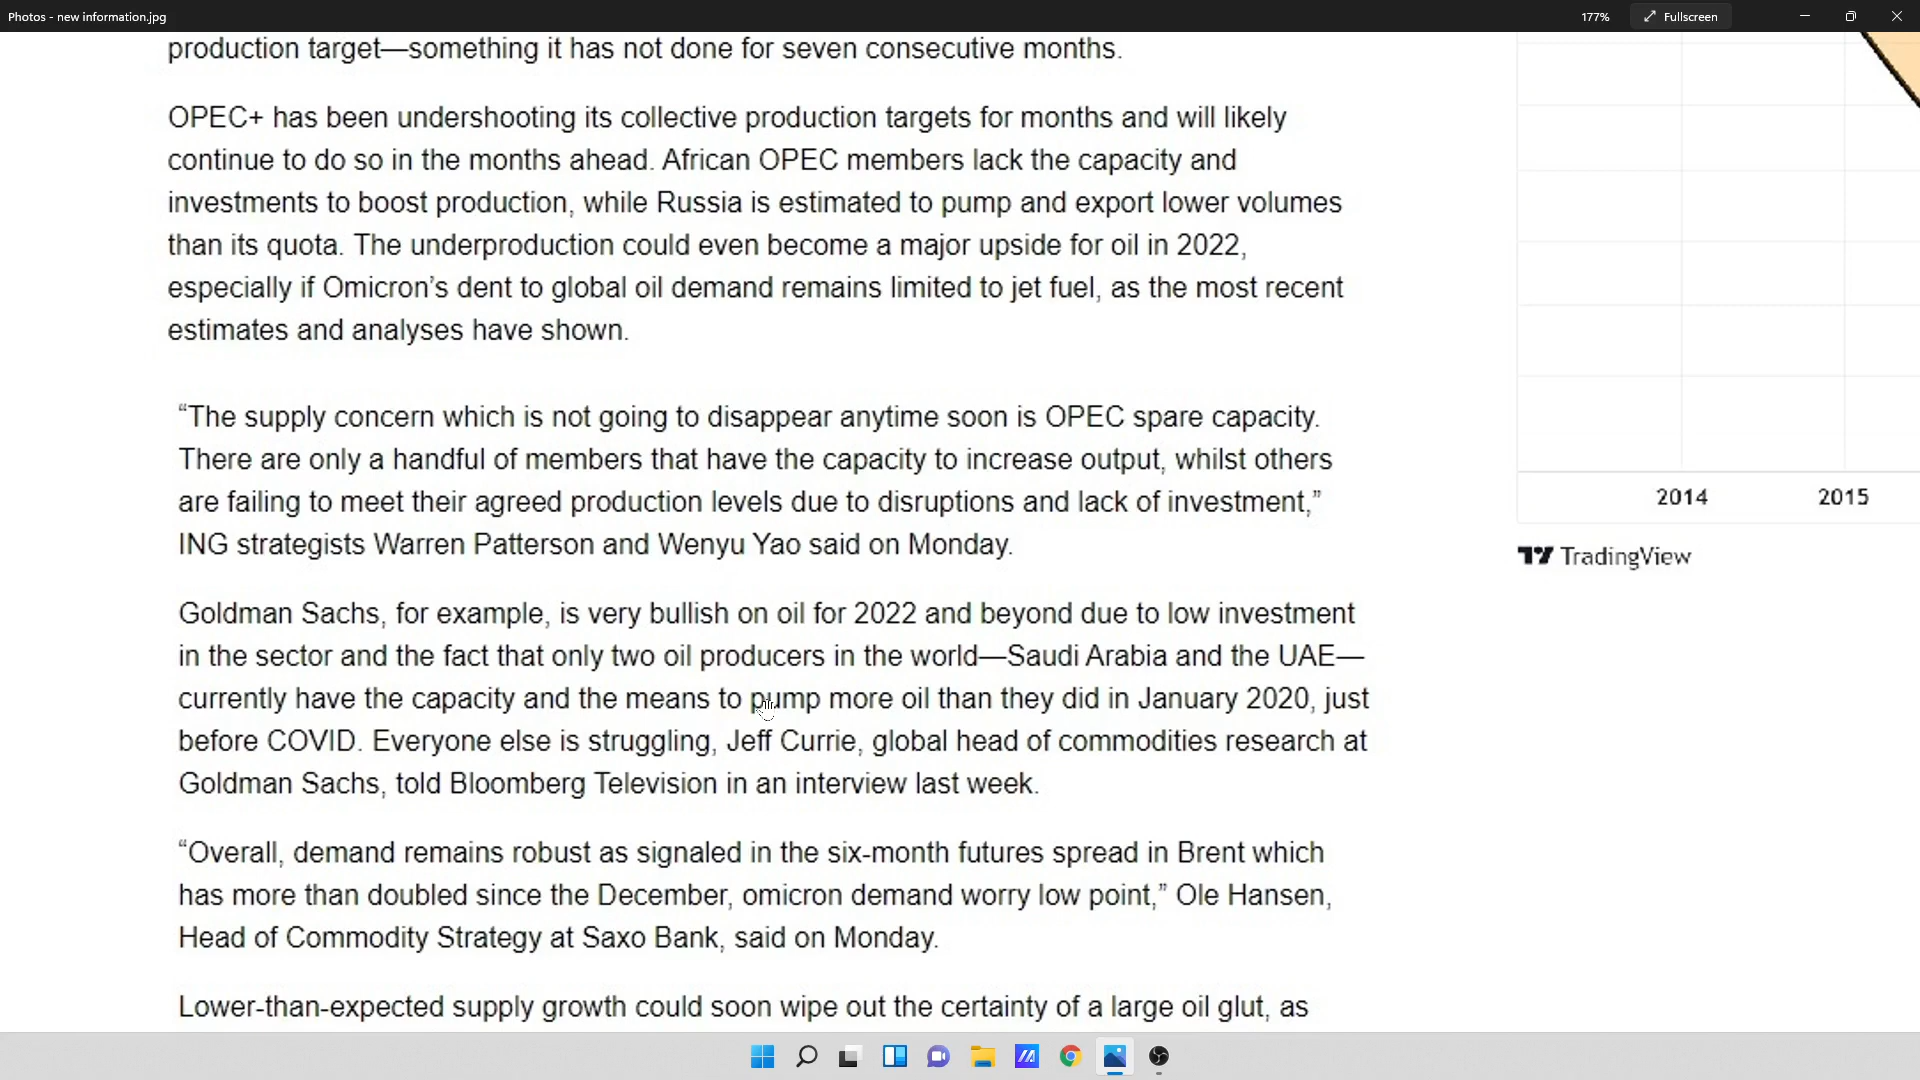 Photos - new information.jpg
177%
Fullscreen
production target—something it has not done for seven consecutive months.
OPEC+ has been undershooting its collective production targets for months and will likely
continue to do so in the months ahead. African OPEC members lack the capacity and
investments to boost production, while Russia is estimated to pump and export lower volumes
than its quota. The underproduction could even become a major upside for oil in 2022,
especially if Omicron’s dent to global oil demand remains limited to jet fuel, as the most recent
estimates and analyses have shown.
“The supply concern which is not going to disappear anytime soon is OPEC spare capacity.
There are only a handful of members that have the capacity to increase output, whilst others
are failing to meet their agreed production levels due to disruptions and lack of investment,”
ING strategists Warren Patterson and Wenyu Yao said on Monday.
Goldman Sachs, for example, is very bullish on oil for 2022 and beyond due to low investment
in the sector and the fact that only two oil producers in the world—Saudi Arabia and the UAE—
currently have the capacity and the means to pump more oil than they did in January 2020, just
before COVID. Everyone else is struggling, Jeff Currie, global head of commodities research at
Goldman Sachs, told Bloomberg Television in an interview last week.
“Overall, demand remains robust as signaled in the six-month futures spread in Brent which
has more than doubled since the December, omicron demand worry low point,” Ole Hansen,
Head of Commodity Strategy at Saxo Bank, said on Monday.
Lower-than-expected supply growth could soon wipe out the certainty of a large oil glut, as
2014
2015
TradingView